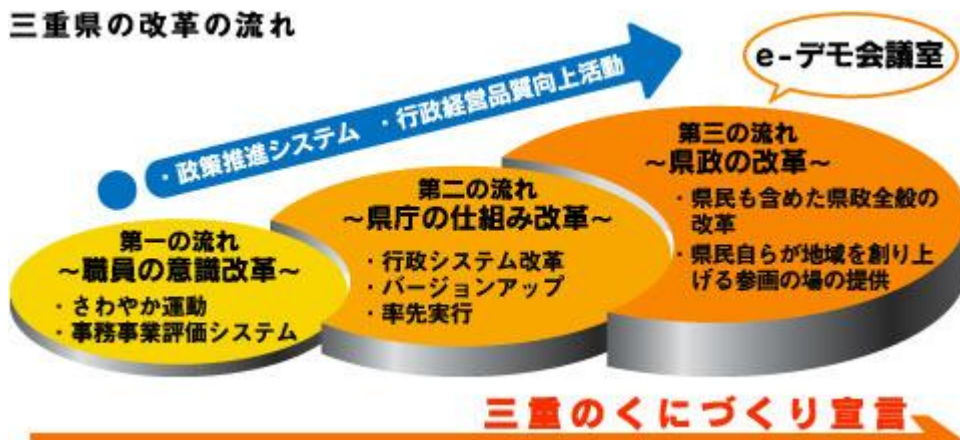 三重県の改革の流れ
e-デモ会議室
・政策推進システム ・行政経営品質向上活動
第一の流れ
～職員の意識改革～
・さわやか運動
・事務事業評価システム
第二の流れ
～県庁の仕組み改革～
・行政システム改革
・バージョンアップ
・率先実行
第三の流れ
～県政の改革～
・県民も含めた県政全般の
改革
・県民自らが地域を創り上
げる参画の場の提供
三重のくにづくり宣言